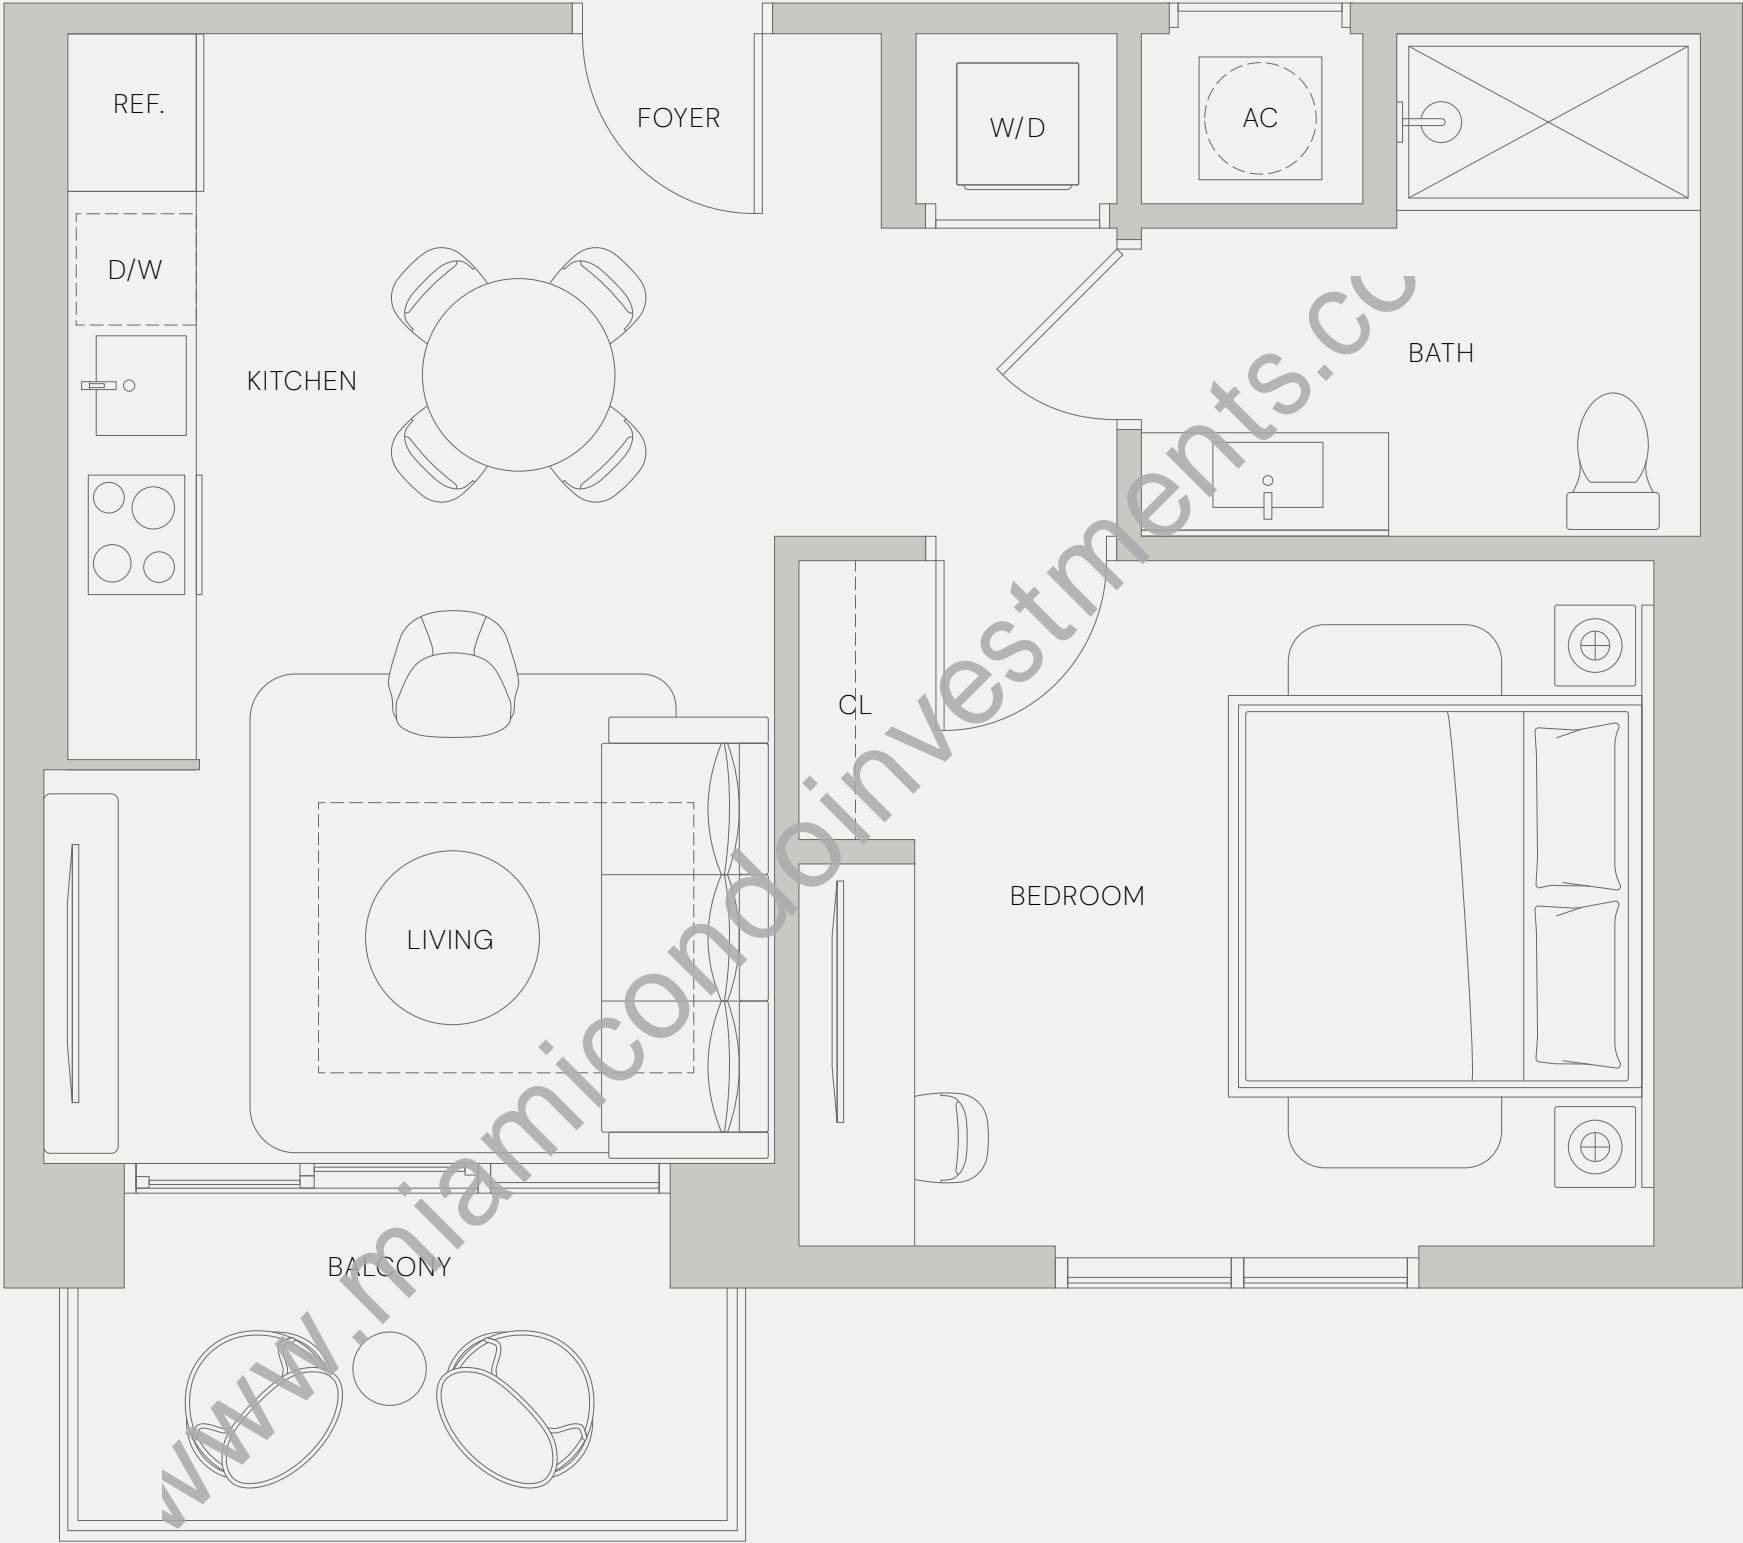 REF.
FOYER
W/D
AC
D/W
KITCHEN
BATH
CL
BEDROOM
LIVING
BALCONY
www.miamicondoinvestments.co